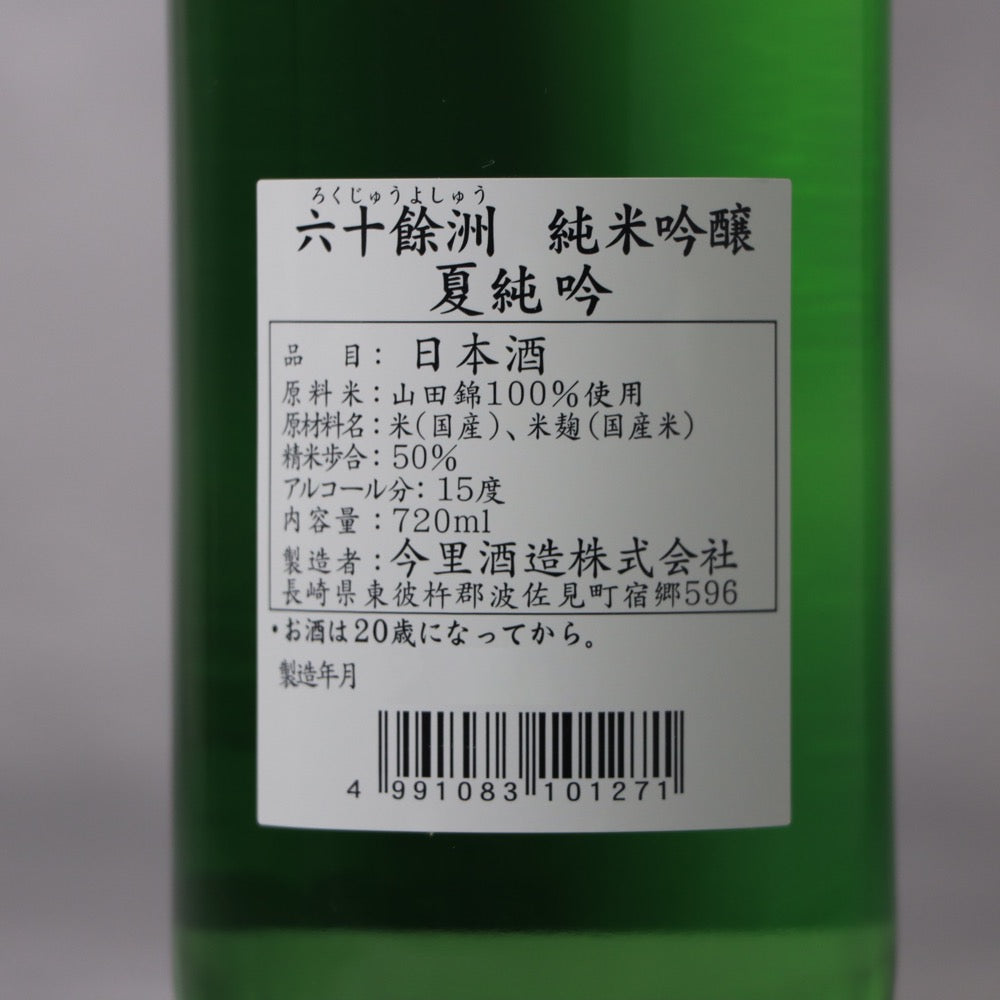 ろくじゅうよしゅう
六十餘洲　純米吟醸
夏純吟
品　目：日本酒
原料米：山田錦100％使用
原材料名：米（国産）、米麹（国産米）
精米歩合：50％
アルコール分：15度
内容量：720ml
製造者：今里酒造株式会社
長崎県東彼杵郡波佐見町宿郷596
・お酒は20歳になってから。
製造年月
4 991083 101271